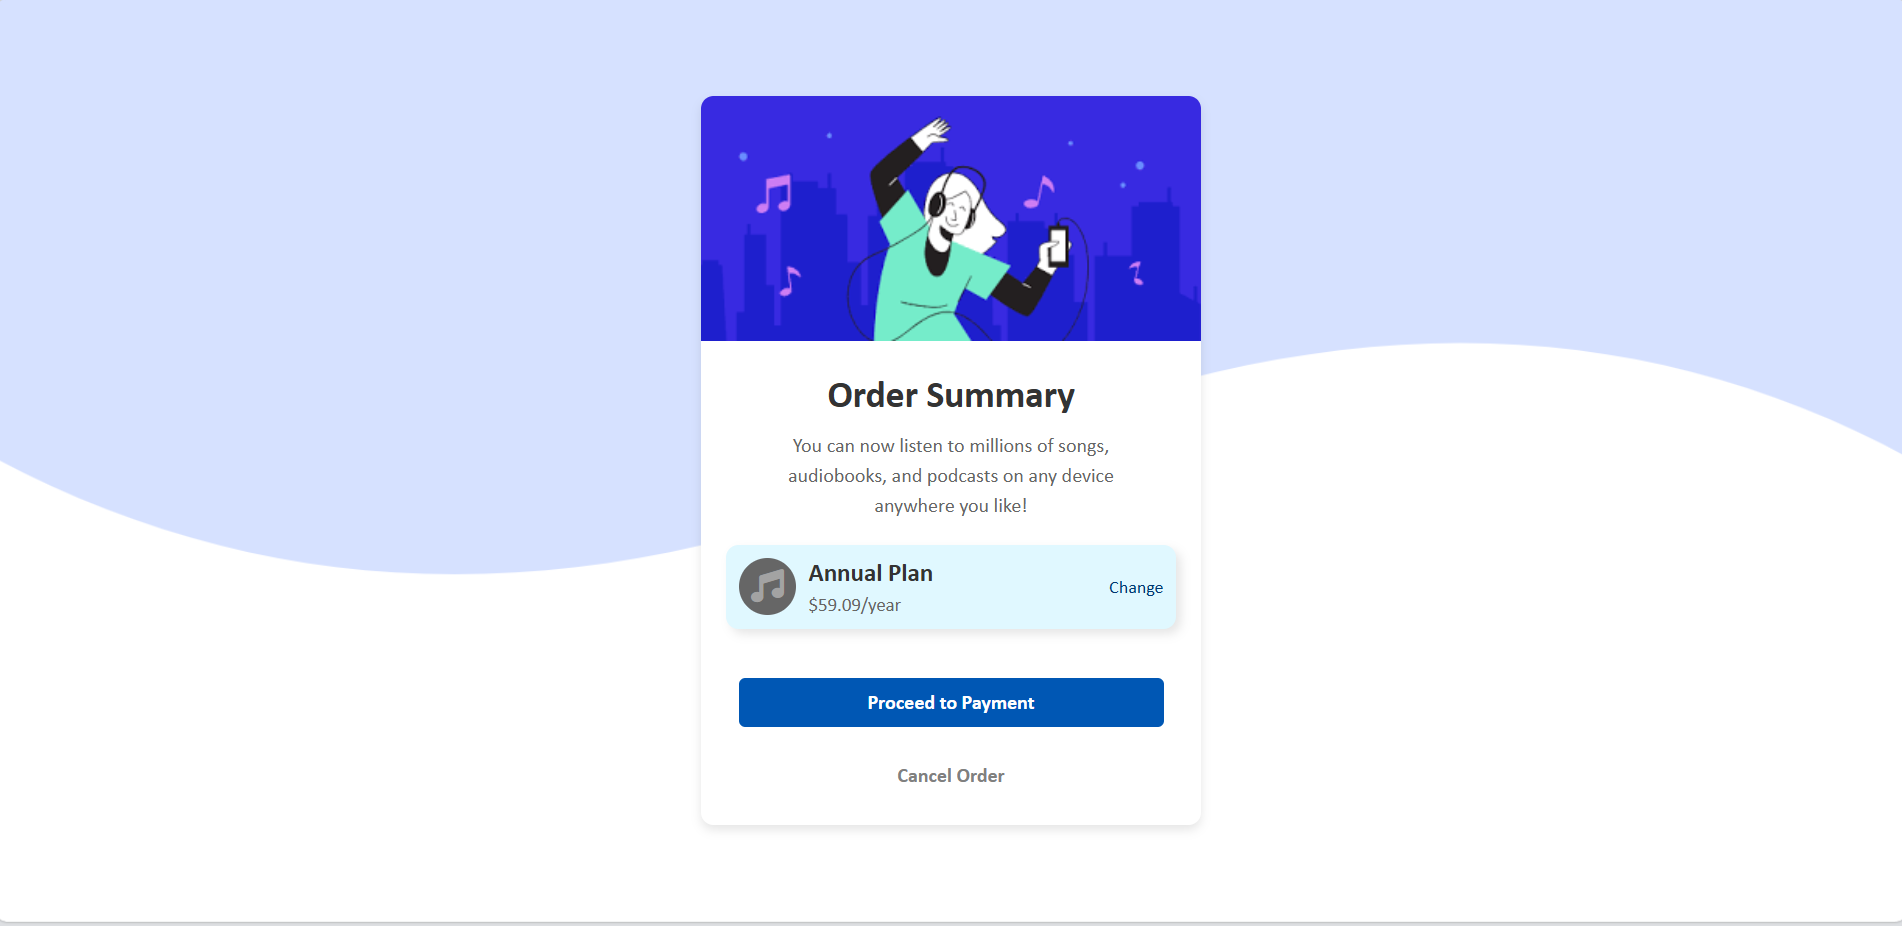 Order Summary
You can now listen to millions of songs,
audiobooks, and podcasts on any device
anywhere you like!
Annual Plan
$59.09/year
Change
Proceed to Payment
Cancel Order